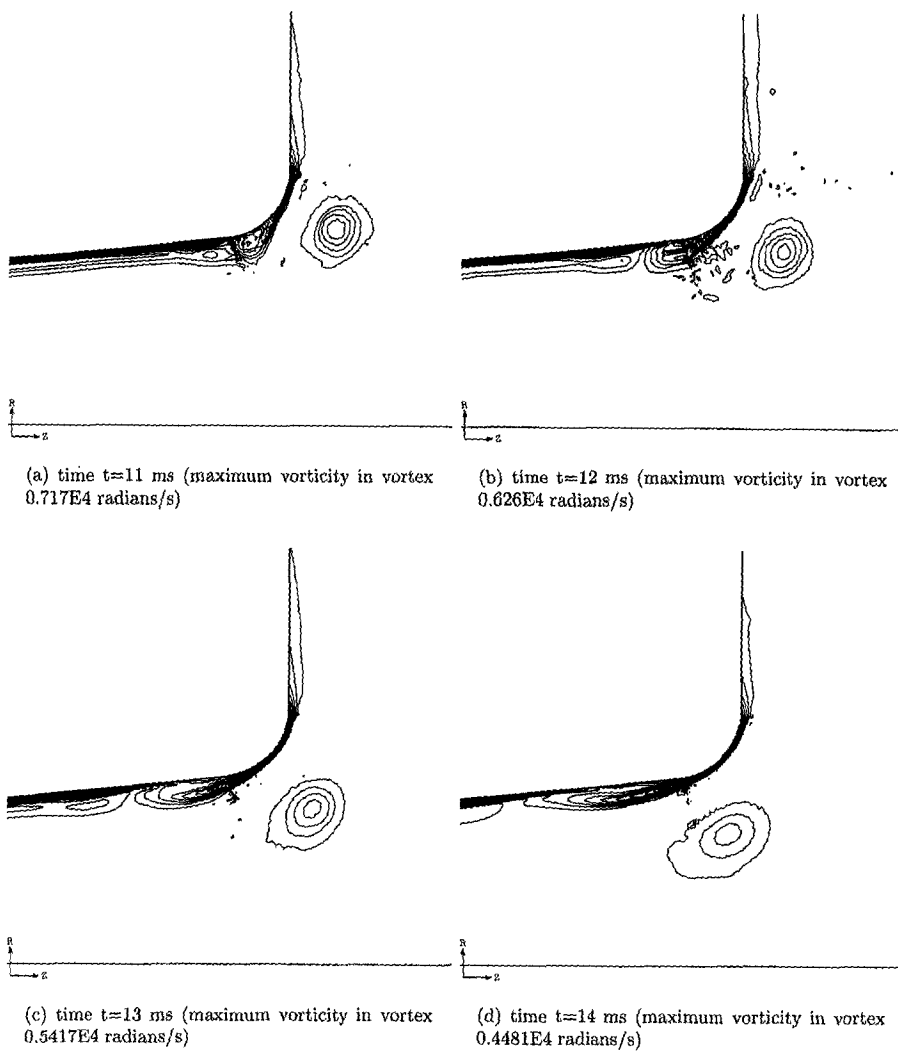 R
Z
R
Z
(a) time t=11 ms (maximum vorticity in vortex
0.717E4 radians/s)
(b) time t=12 ms (maximum vorticity in vortex
0.626E4 radians/s)
R
Z
R
Z
(c) time t=13 ms (maximum vorticity in vortex
0.5417E4 radians/s)
(d) time t=14 ms (maximum vorticity in vortex
0.4481E4 radians/s)